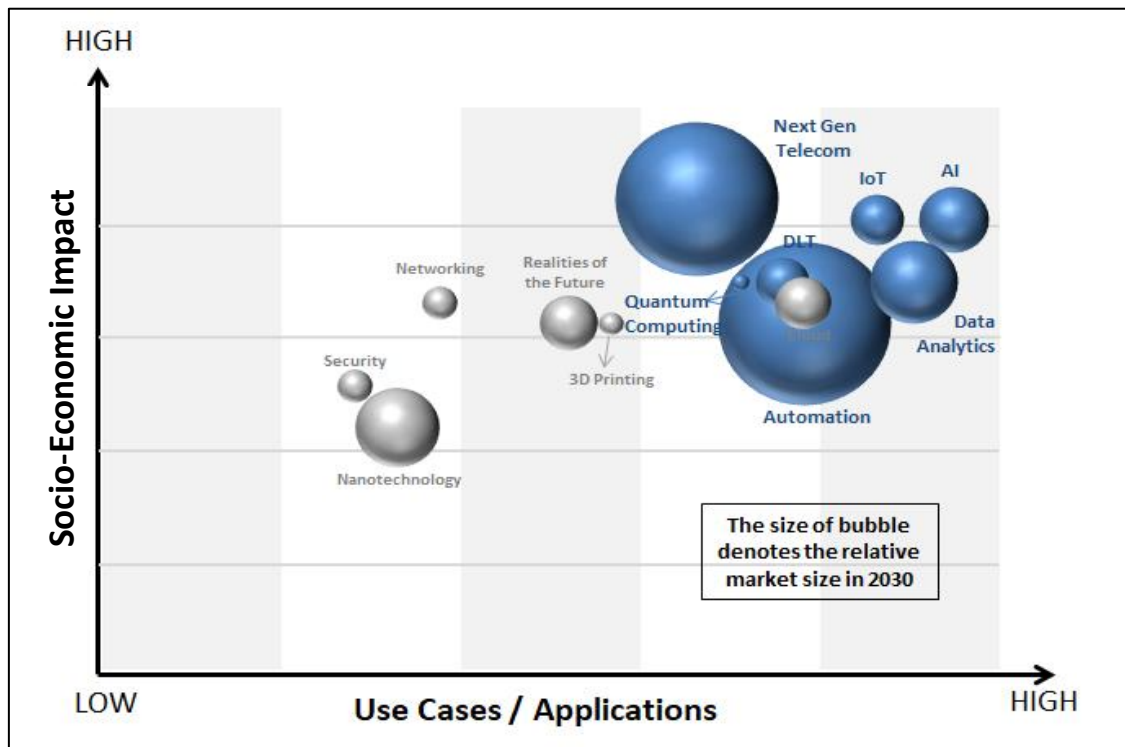 HIGH
Socio-Economic Impact
Next Gen
Telecom
IoT
AI
DLT
Networking
Realities of
the Future
Quantum
Computing
Cloud
Data
Analytics
Security
3D Printing
Automation
Nanotechnology
The size of bubble
denotes the relative
market size in 2030
LOW
Use Cases / Applications
HIGH